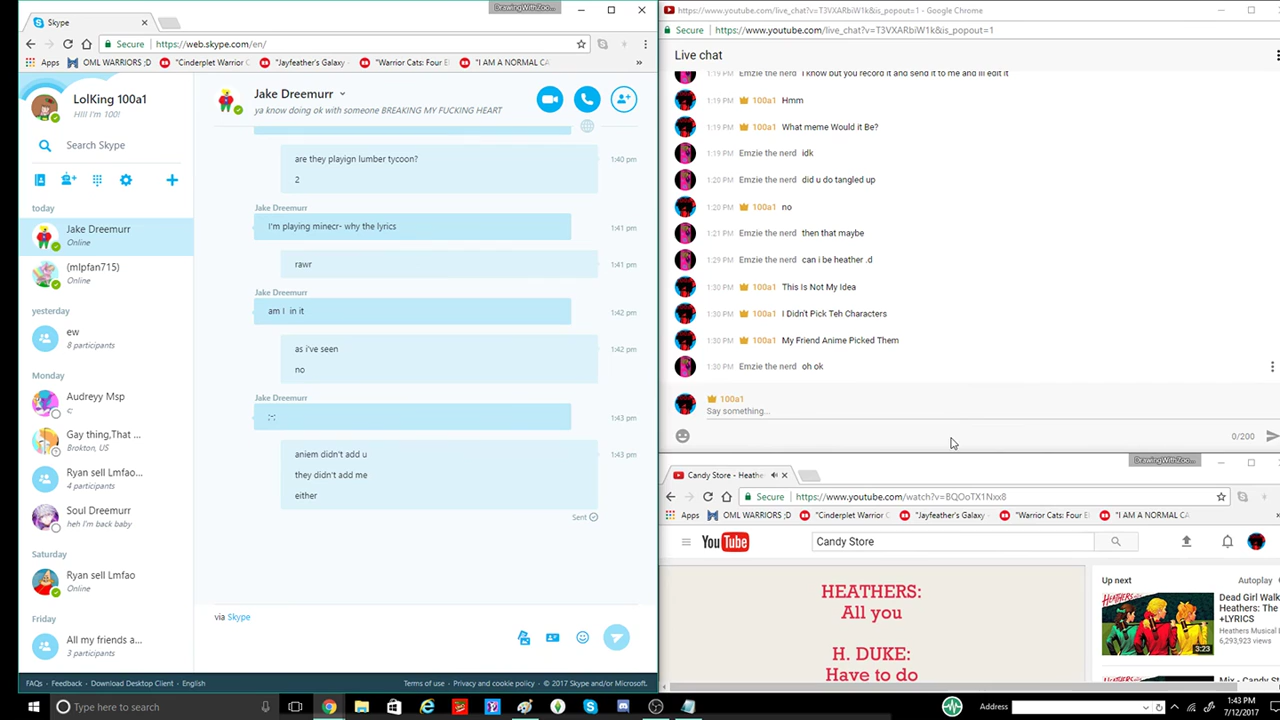 Skype
DrawingWithZoo...
Secure https://web.skype.com/en/
Apps OML WARRIORS ;D "Cinderplet Warrior C "Jayfeather's Galaxy - "Warrior Cats: Four El "I AM A NORMAL CA »
LolKing 100a1
HIII I'm 100!
Search Skype
today
Jake Dreemurr
Online
(mlpfan715)
Online
yesterday
ew
8 participants
Monday
Audreyy Msp
c:
Gay thing,That ...
Brokton, US
Ryan sell Lmfao...
4 participants
Soul Dreemurr
heh I'm back baby
Saturday
Ryan sell Lmfao
Online
Friday
All my friends a...
3 participants
Jake Dreemurr
ya know doing ok with someone BREAKING MY FUCKING HEART
are they playign lumber tycoon?
1:40 pm
2
Jake Dreemurr
I'm playing minecr- why the lyrics
1:41 pm
rawr
1:41 pm
Jake Dreemurr
am I in it
1:42 pm
as i've seen
1:42 pm
no
Jake Dreemurr
:-:
1:43 pm
aniem didn't add u
1:43 pm
they didn't add me
either
Sent
via Skype
FAQs - Feedback - Download Desktop Client - English
Terms of use - Privacy and cookie policy - © 2017 Skype and/or Microsoft.
https://www.youtube.com/live_chat?v=T3VXARbiW1k&is_popout=1 - Google Chrome
Secure https://www.youtube.com/live_chat?v=T3VXARbiW1k&is_popout=1
Live chat
1:19 PM Emzie the nerd I know but you record it and send it to me and ill edit it
1:19 PM 100a1 Hmm
1:19 PM 100a1 What meme Would it Be?
1:19 PM Emzie the nerd idk
1:20 PM Emzie the nerd did u do tangled up
1:20 PM 100a1 no
1:21 PM Emzie the nerd then that maybe
1:29 PM Emzie the nerd can i be heather .d
1:30 PM 100a1 This Is Not My Idea
1:30 PM 100a1 I Didn't Pick Teh Characters
1:30 PM 100a1 My Friend Anime Picked Them
1:30 PM Emzie the nerd oh ok
100a1
Say something...
0/200
DrawingWithZoo...
Candy Store - Heathe
Secure https://www.youtube.com/watch?v=BQOoTX1Nxx8
Apps OML WARRIORS ;D "Cinderplet Warrior C "Jayfeather's Galaxy - "Warrior Cats: Four El "I AM A NORMAL CA »
YouTube
Candy Store
HEATHERS:
All you
H. DUKE:
Have to do
Up next
Autoplay
HEATHERS
3:23
Dead Girl Walk
Heathers: The
+LYRICS
Heathers Musical
6,293,923 views
Mix - Candy St
Type here to search
Address
1:43 PM
7/12/2017